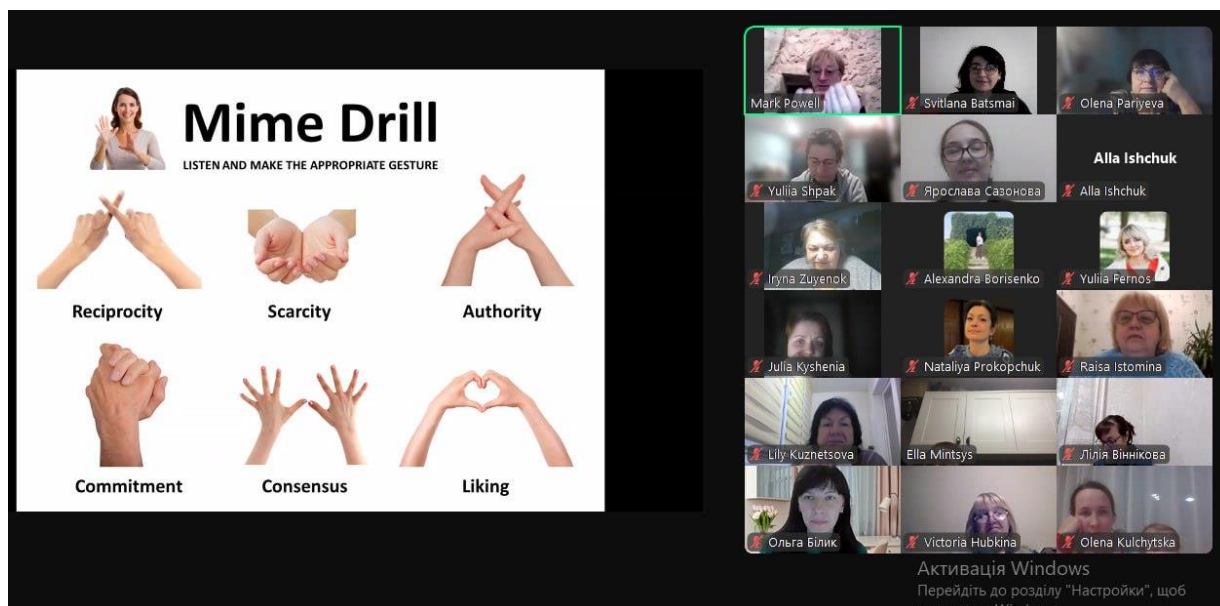 Mime Drill
LISTEN AND MAKE THE APPROPRIATE GESTURE
Reciprocity
Scarcity
Authority
Commitment
Consensus
Liking
Mark Powell
Svitlana Batsmai
Olena Pariyeva
Yuliia Shpak
Ярослава Сазонова
Alla Ishchuk
Alla Ishchuk
Iryna Zuyenok
Alexandra Borisenko
Yuliia Fernos
Julia Kyshenia
Nataliya Prokopchuk
Raisa Istomina
Lily Kuznetsova
Ella Mintsys
Лілія Віннікова
Ольга Білик
Victoria Hubkina
Olena Kulchytska
Активація Windows
Перейдіть до розділу "Настройки", щоб